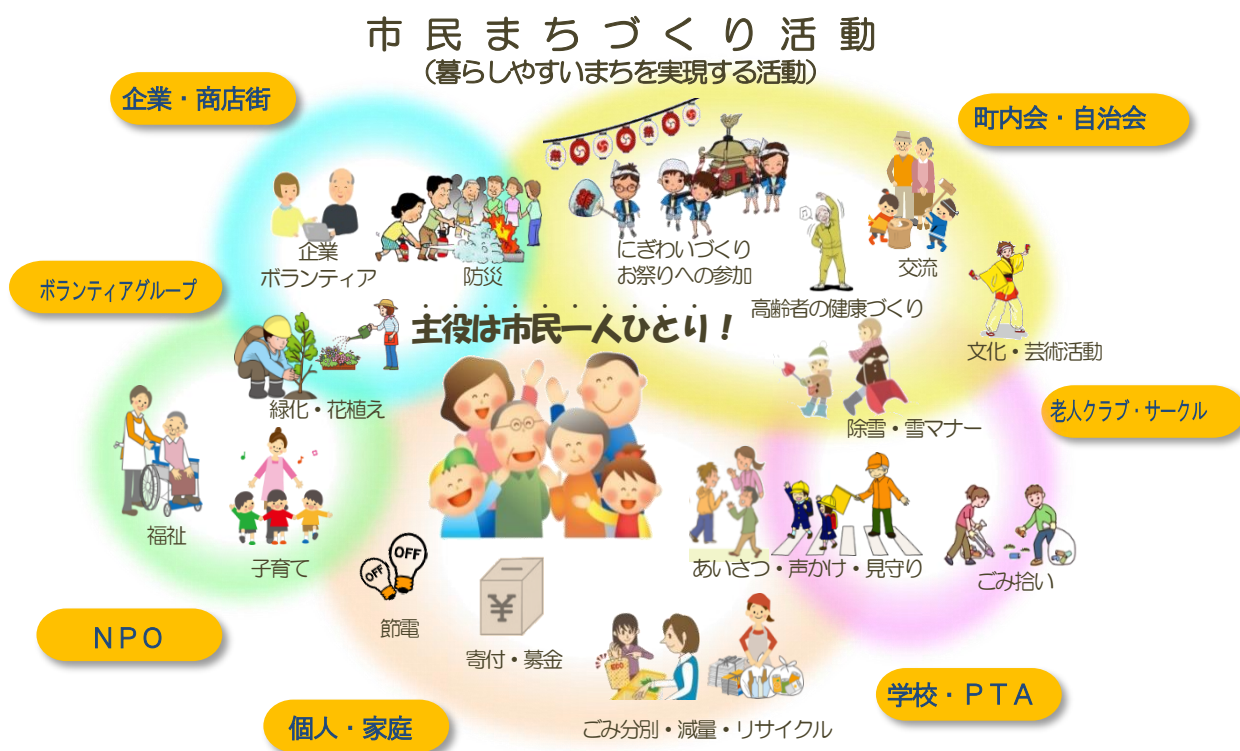 市民まちづくり活動
（暮らしやすいまちを実現する活動）
企業・商店街
町内会・自治会
祭
祭
祭
企業
ボランティア
防災
にぎわいづくり
お祭りへの参加
高齢者の健康づくり
交流
文化・芸術活動
ボランティアグループ
主役は市民一人ひとり！
緑化・花植え
除雪・雪マナー
老人クラブ・サークル
福祉
子育て
OFF
OFF
節電
¥
寄付・募金
あいさつ・声かけ・見守り
ごみ拾い
NPO
個人・家庭
ごみ分別・減量・リサイクル
学校・PTA